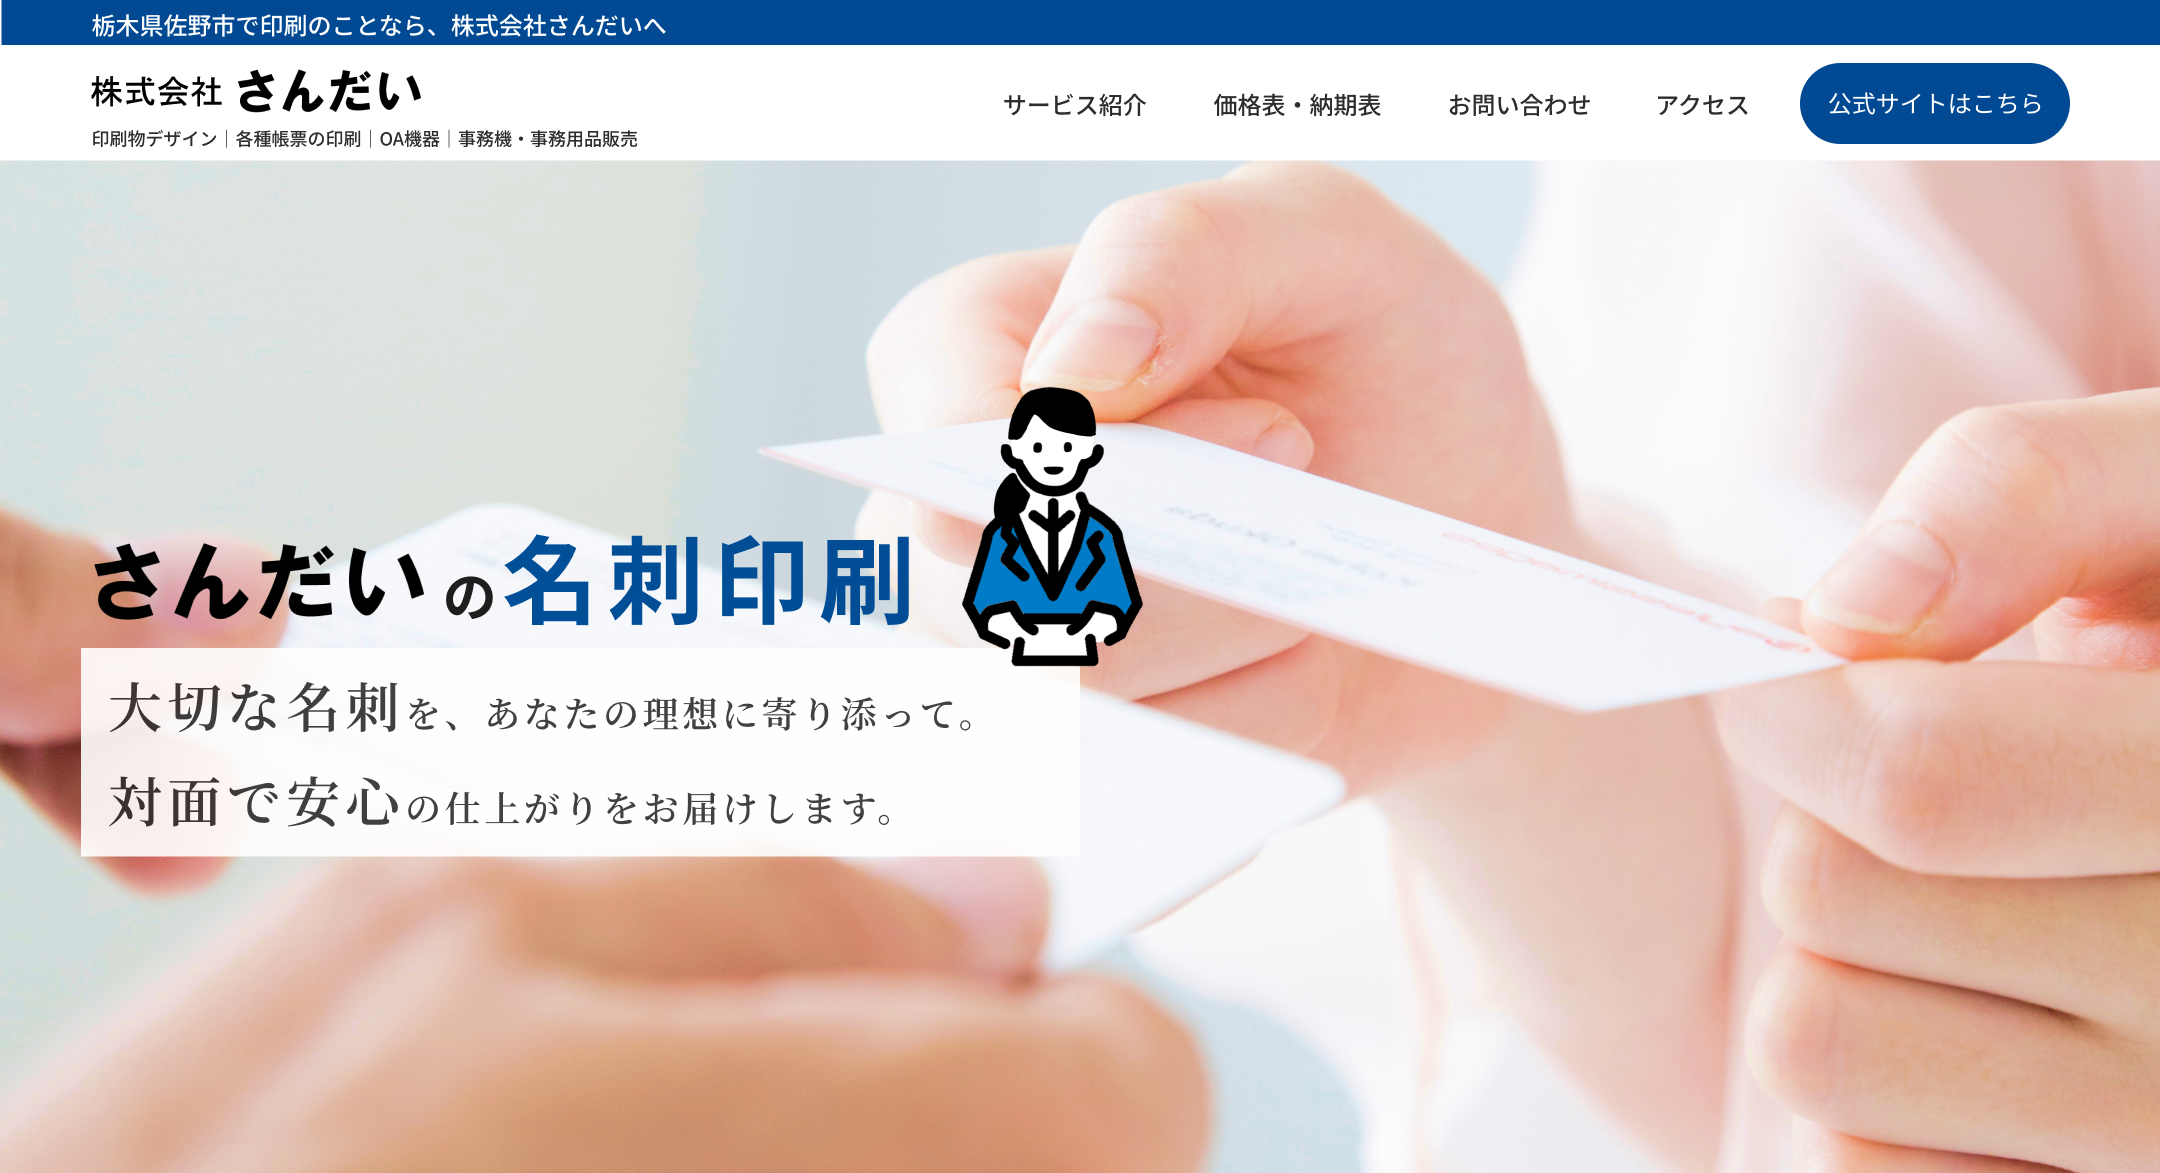 栃木県佐野市で印刷のことなら、株式会社さんだいへ
株式会社 さんだい
印刷物デザイン｜各種帳票の印刷｜OA機器｜事務機・事務用品販売
サービス紹介
価格表・納期表
お問い合わせ
アクセス
公式サイトはこちら
さんだいの名刺印刷
大切な名刺を、あなたの理想に寄り添って。
対面で安心の仕上がりをお届けします。